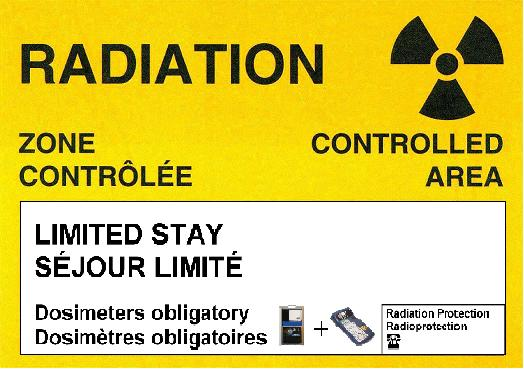 RADIATION
ZONE
CONTRÔLÉE
CONTROLLED
AREA
LIMITED STAY
SÉJOUR LIMITÉ
Dosimeters obligatory
Dosimètres obligatoires
+
Radiation Protection
Radioprotection
☎